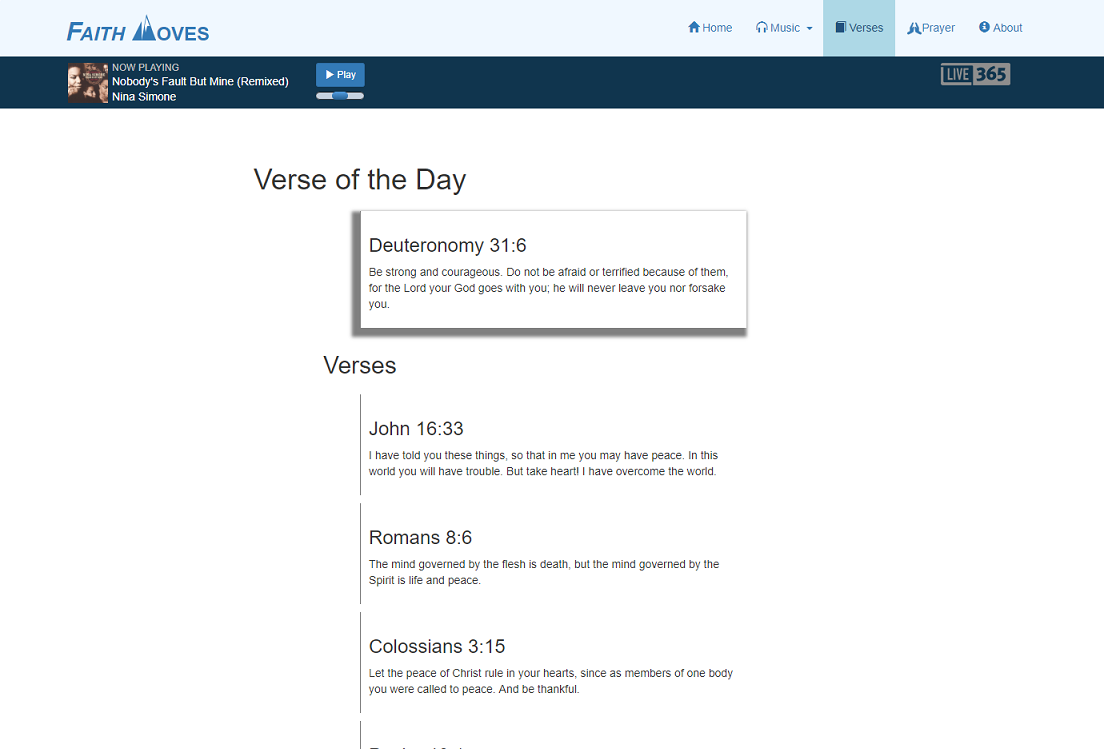 FAITH MOVES
Home
Music
Verses
Prayer
About
NOW PLAYING
Nobody's Fault But Mine (Remixed)
Nina Simone
Play
LIVE 365
Verse of the Day
Deuteronomy 31:6
Be strong and courageous. Do not be afraid or terrified because of them,
for the Lord your God goes with you; he will never leave you nor forsake
you.
Verses
John 16:33
I have told you these things, so that in me you may have peace. In this
world you will have trouble. But take heart! I have overcome the world.
Romans 8:6
The mind governed by the flesh is death, but the mind governed by the
Spirit is life and peace.
Colossians 3:15
Let the peace of Christ rule in your hearts, since as members of one body
you were called to peace. And be thankful.